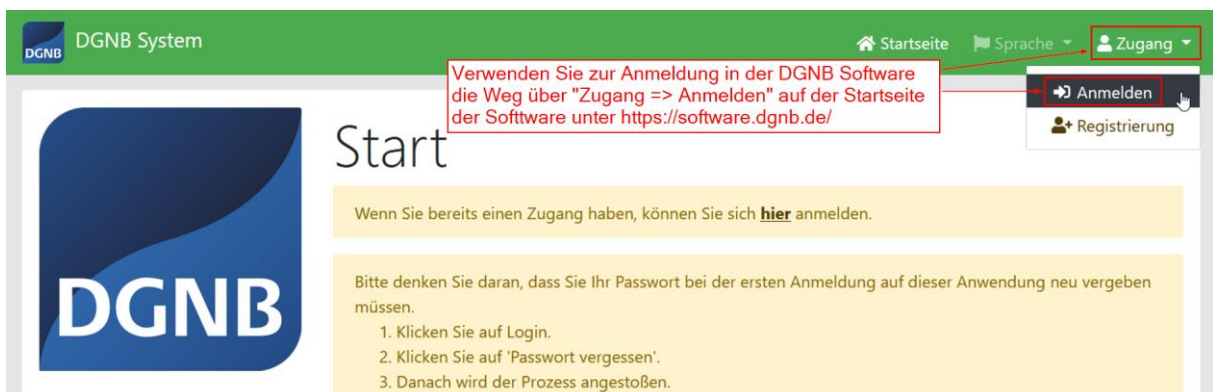 DGNB
DGNB System
Startseite
Sprache
Zugang
Verwenden Sie zur Anmeldung in der DGNB Software
die Weg über "Zugang => Anmelden" auf der Startseite
der Softtware unter https://software.dgnb.de/
Anmelden
Registrierung
DGNB
Start
Wenn Sie bereits einen Zugang haben, können Sie sich hier anmelden.
Bitte denken Sie daran, dass Sie Ihr Passwort bei der ersten Anmeldung auf dieser Anwendung neu vergeben
müssen.
1. Klicken Sie auf Login.
2. Klicken Sie auf 'Passwort vergessen'.
3. Danach wird der Prozess angestoßen.